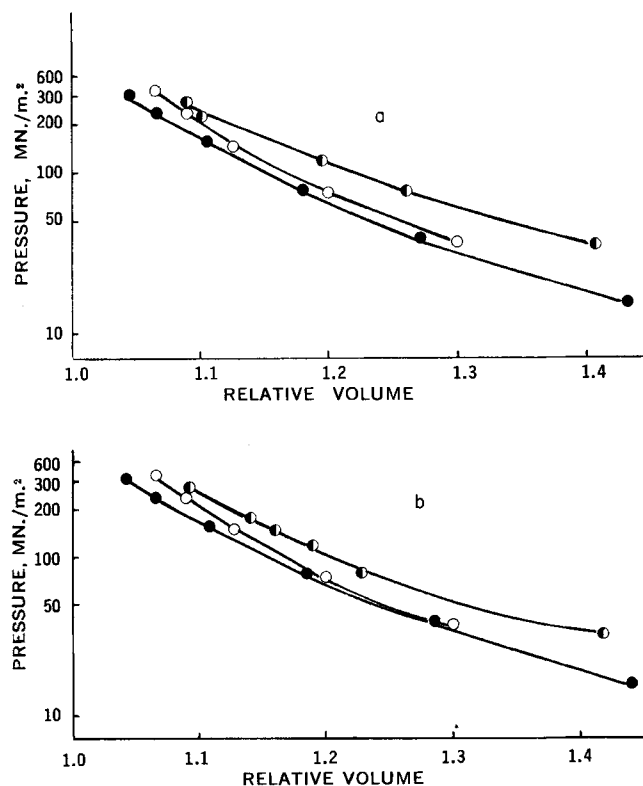 600
300
200
100
50
10
PRESSURE, MN./m.²
a
1.0 1.1 1.2 1.3 1.4
RELATIVE VOLUME
600
300
200
100
50
10
PRESSURE, MN./m.²
b
1.0 1.1 1.2 1.3 1.4
RELATIVE VOLUME